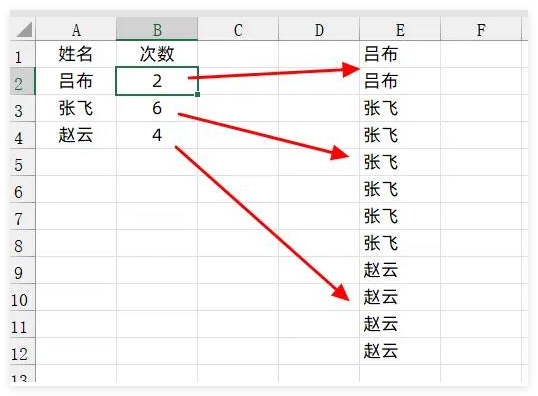 A B C D E F
1 姓名 次数 吕布
2 吕布 2 吕布
3 张飞 6 张飞
4 赵云 4 张飞
5 张飞
6 张飞
7 张飞
8 张飞
9 赵云
10 赵云
11 赵云
12 赵云
13